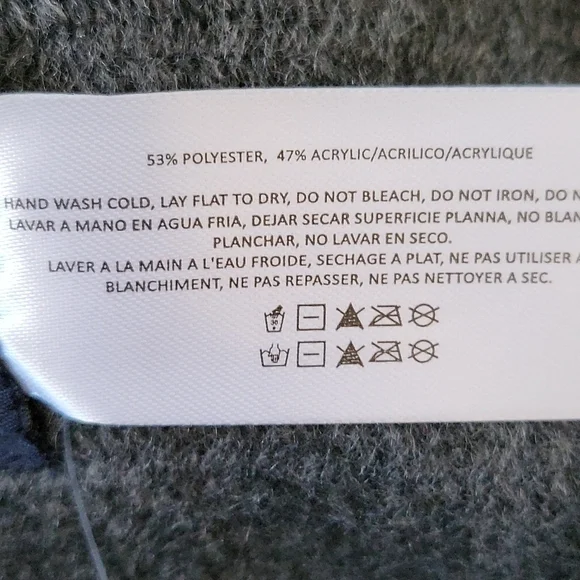 53% POLYESTER, 47% ACRYLIC/ACRILICO/ACRYLIQUE
HAND WASH COLD, LAY FLAT TO DRY, DO NOT BLEACH, DO NOT IRON, DO
LAVAR A MANO EN AGUA FRIA, DEJAR SECAR SUPERFICIE PLANNA, NO
PLANCHAR, NO LAVAR EN SECO.
LAVER A LA MAIN A L'EAU FROIDE, SECHAGE A PLAT, NE PAS UTILISER
BLANCHIMENT, NE PAS REPASSER, NE PAS NETTOYER A SEC.
30